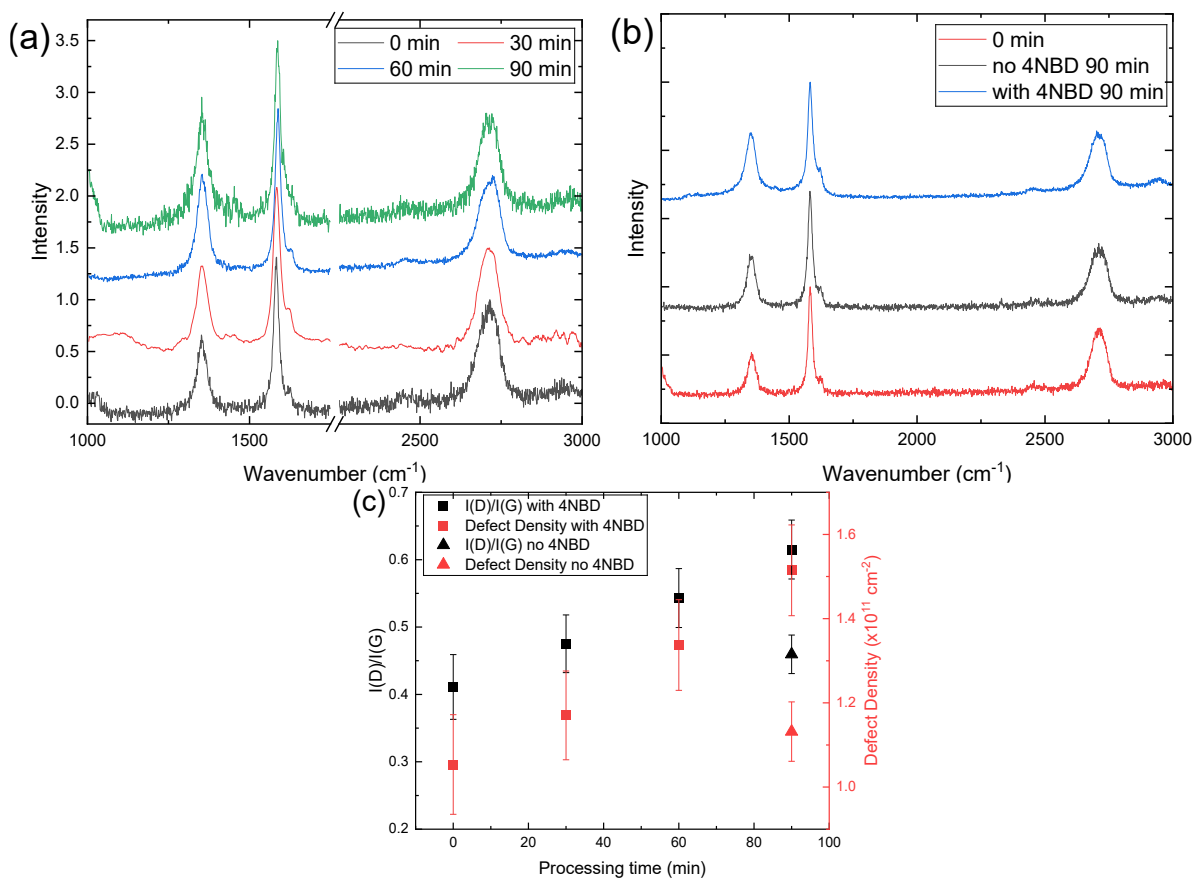 (a)
0 min 30 min
60 min 90 min
Intensity
3.5
3.0
2.5
2.0
1.5
1.0
0.5
0.0
1000 1500 2500 3000
Wavenumber (cm-1)
(b)
0 min
no 4NBD 90 min
with 4NBD 90 min
Intensity
1000 1500 2000 2500 3000
Wavenumber (cm-1)
(c)
I(D)/I(G) with 4NBD
Defect Density with 4NBD
I(D)/I(G) no 4NBD
Defect Density no 4NBD
I(D)/I(G)
0.7
0.6
0.5
0.4
0.3
0.2
0 20 40 60 80 100
Processing time (min)
1.6
1.4
1.2
1.0
Defect Density (x10^11 cm^-2)